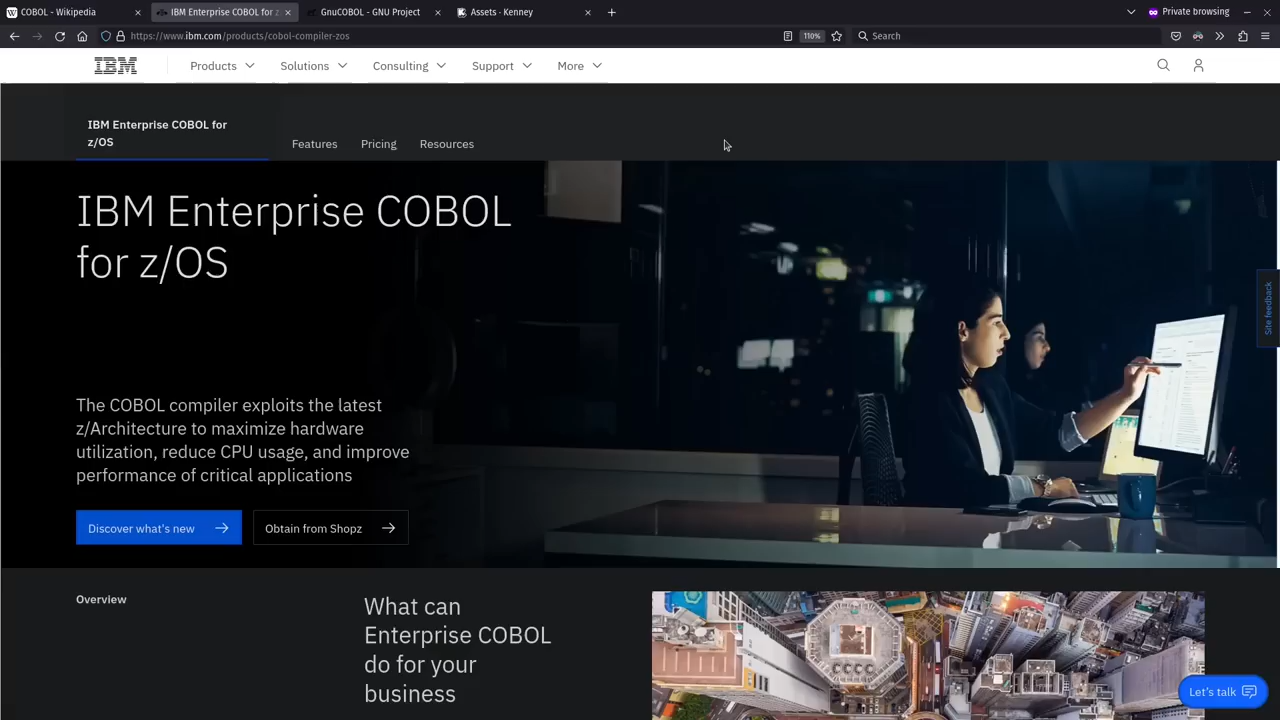 COBOL - Wikipedia
IBM Enterprise COBOL for z
GnuCOBOL - GNU Project
Assets - Kenney
Private browsing
https://www.ibm.com/products/cobol-compiler-zos
110%
Search
IBM
Products
Solutions
Consulting
Support
More
IBM Enterprise COBOL for
z/OS
Features
Pricing
Resources
IBM Enterprise COBOL
for z/OS
Site feedback
The COBOL compiler exploits the latest
z/Architecture to maximize hardware
utilization, reduce CPU usage, and improve
performance of critical applications
Discover what's new
Obtain from Shopz
Overview
What can
Enterprise COBOL
do for your
business
Let's talk